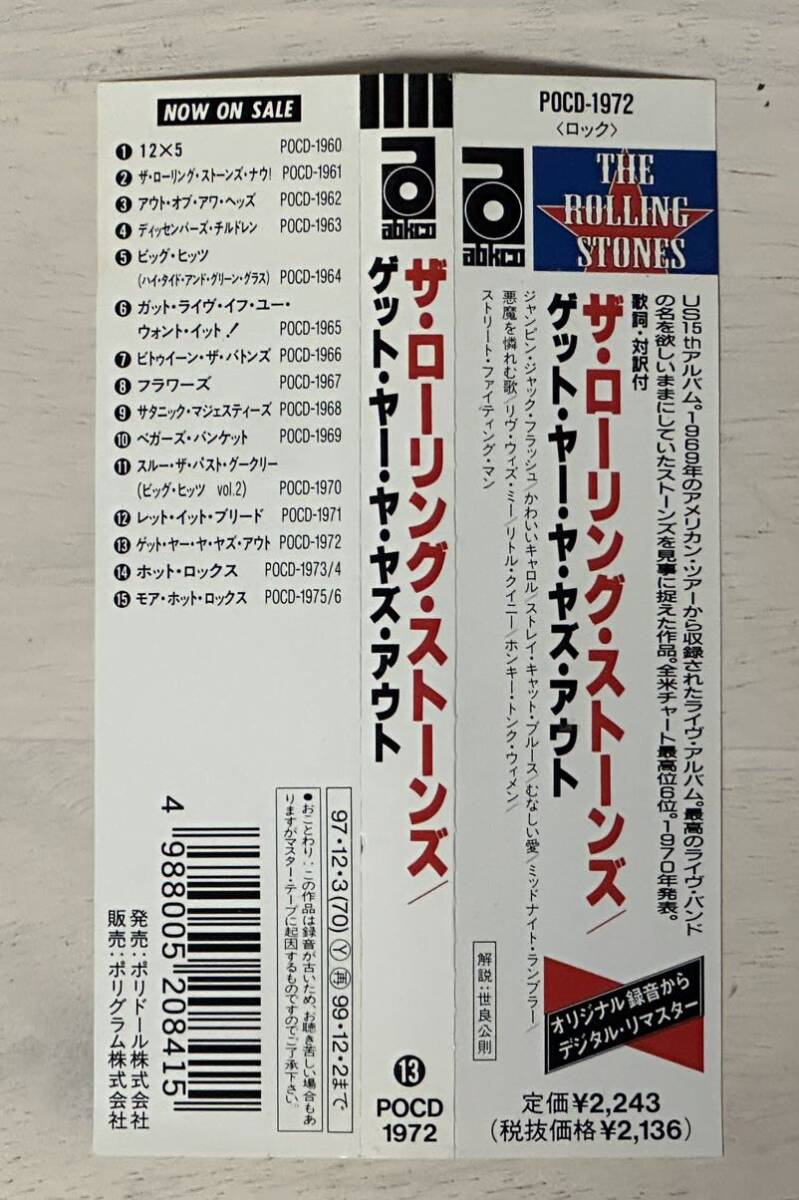 NOW ON SALE
❶ 12×5 POCD-1960
❷ ザ・ローリング・ストーンズ・ナウ! POCD-1961
❸ アウト・オブ・アワ・ヘッズ POCD-1962
❹ ディッセンバーズ・チルドレン POCD-1963
❺ ビッグ・ヒッツ
(ハイ・タイド・アンド・グリーン・グラス) POCD-1964
❻ ガット・ライヴ・イフ・ユー・
ウォント・イット! POCD-1965
❼ ビトゥイーン・ザ・バトンズ POCD-1966
❽ フラワーズ POCD-1967
❾ サタニック・マジェスティーズ POCD-1968
❿ ベガーズ・バンケット POCD-1969
⓫ スルー・ザ・パスト・ダークリー
(ビッグ・ヒッツ vol.2) POCD-1970
⓬ レット・イット・ブリード POCD-1971
⓭ ゲット・ヤー・ヤ・ヤズ・アウト POCD-1972
⓮ ホット・ロックス POCD-1973/4
⓯ モア・ホット・ロックス POCD-1975/6
97・12・3(70)Ⓨ再99・12・2まで
●おことわり:この作品は録音が古いため、お聴き苦しい場合もあ
りますがマスター・テープに起因するものですのでご了承下さい。
4 988005 208415
発売:ポリドール株式会社
販売:ポリグラム株式会社
abkco
ザ・ローリング・ストーンズ/
ゲット・ヤー・ヤ・ヤズ・アウト
⓭
POCD
1972
POCD-1972
〈ロック〉
abkco
THE
ROLLING
STONES
US15thアルバム。1969年のアメリカン・ツアーから収録されたライヴ・アルバム。最高のライヴ・バンド
の名を欲しいままにしていたストーンズを見事に捉えた作品。全米チャート最高位6位。1970年発表。
歌詞・対訳付
ザ・ローリング・ストーンズ/
ゲット・ヤー・ヤ・ヤズ・アウト
ジャンピン・ジャック・フラッシュ/かわいいキャロル/ストレイ・キャット・ブルース/むなしい愛/ミッドナイト・ランブラー/
悪魔を憐れむ歌/リヴ・ウィズ・ミー/リトル・クイニー/ホンキー・トンク・ウィメン/
ストリート・ファイティング・マン
解説:世良公則
オリジナル録音から
デジタル・リマスター
定価¥2,243
(税抜価格¥2,136)